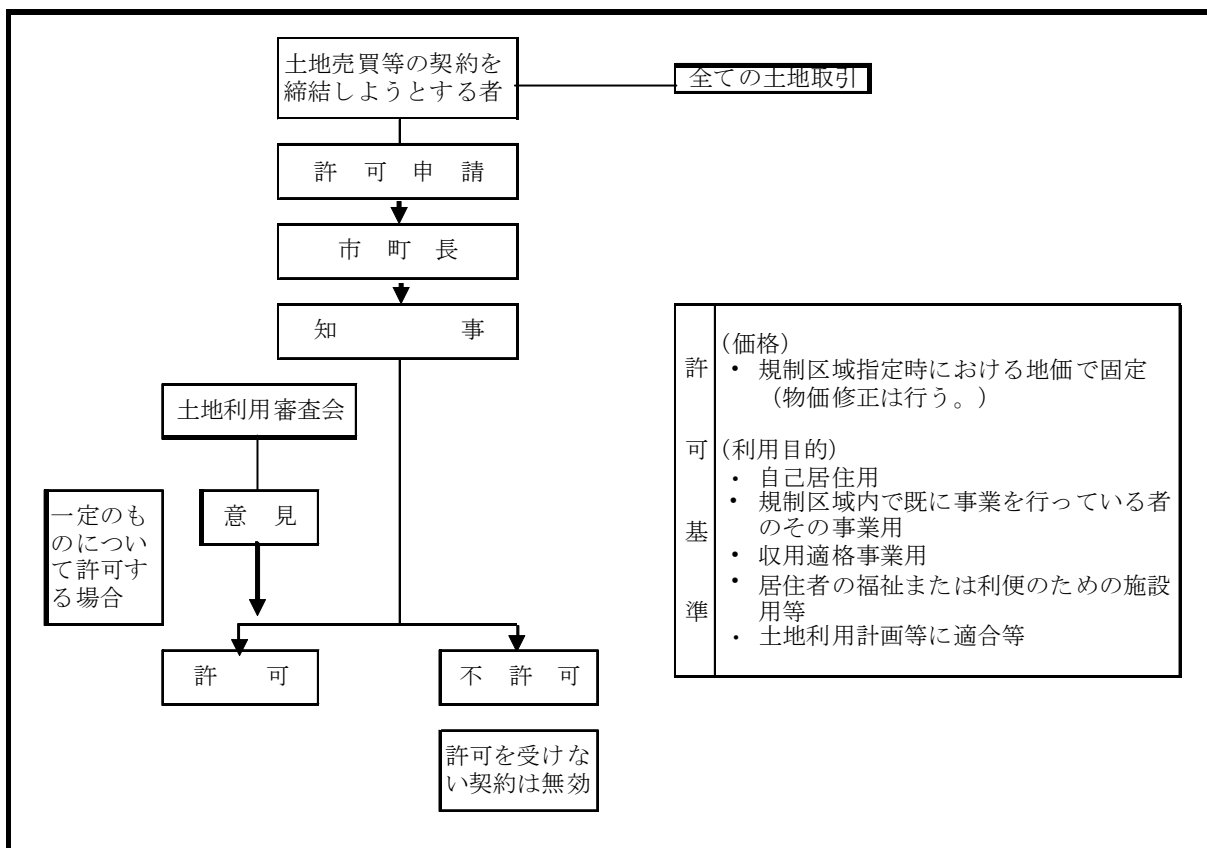 土地売買等の契約を
締結しようとする者
全ての土地取引
許 可 申 請
市 町 長
知 事
土地利用審査会
意 見
一定のも
のについ
て許可す
る場合
許 可
不 許 可
許可を受けな
い契約は無効
許
可
基
準
(価格)
・ 規制区域指定時における地価で固定
(物価修正は行う。)
(利用目的)
・ 自己居住用
・ 規制区域内で既に事業を行っている者
のその事業用
・ 収用適格事業用
・ 居住者の福祉または利便のための施設
用等
・ 土地利用計画等に適合等